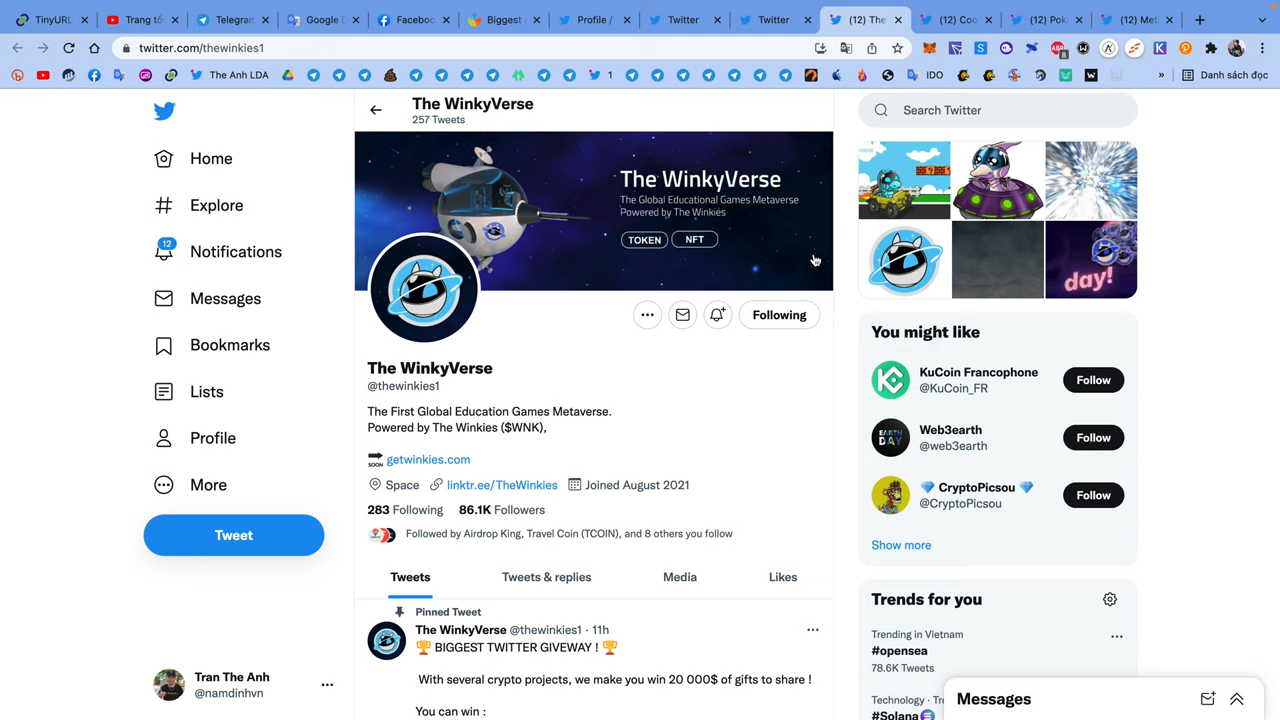 TinyURL
Trang tổ
Telegram
Google D
Faceboo
Biggest g
Profile /
Twitter
Twitter
(12) The
(12) Coo
(12) Pok
(12) Met
twitter.com/thewinkies1
8
The Anh LDA
1
IDO
»
Danh sách đọc
Home
Explore
12
Notifications
Messages
Bookmarks
Lists
Profile
More
Tweet
Tran The Anh
@namdinhvn
The WinkyVerse
257 Tweets
The WinkyVerse
The Global Educational Games Metaverse
Powered by The Winkies
TOKEN
NFT
Following
The WinkyVerse
@thewinkies1
The First Global Education Games Metaverse.
Powered by The Winkies ($WNK),
SOON
getwinkies.com
Space
linktr.ee/TheWinkies
Joined August 2021
283 Following
86.1K Followers
Followed by Airdrop King, Travel Coin (TCOIN), and 8 others you follow
Tweets
Tweets & replies
Media
Likes
Pinned Tweet
The WinkyVerse @thewinkies1 · 11h
🏆 BIGGEST TWITTER GIVEAWAY ! 🏆
With several crypto projects, we make you win 20 000$ of gifts to share !
You can win :
Search Twitter
day!
You might like
KuCoin Francophone
@KuCoin_FR
Follow
EARTH DAY
Web3earth
@web3earth
Follow
💎 CryptoPicsou 💎
@CryptoPicsou
Follow
Show more
Trends for you
Trending in Vietnam
#opensea
78.6K Tweets
Technology · Tre
#Solana
Messages